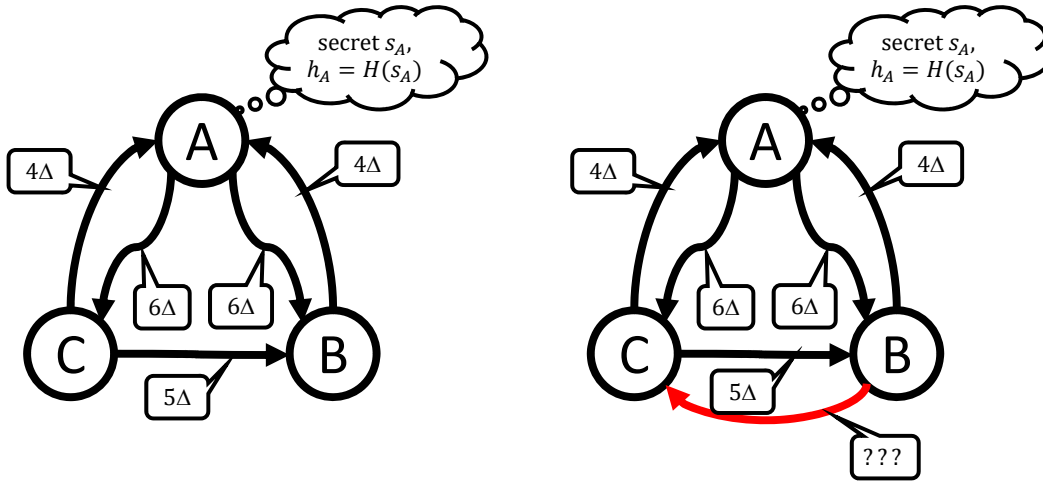 secret s_A,
h_A = H(s_A)
A
4Δ
4Δ
6Δ
6Δ
C
B
5Δ
secret s_A,
h_A = H(s_A)
A
4Δ
4Δ
6Δ
6Δ
C
B
5Δ
???